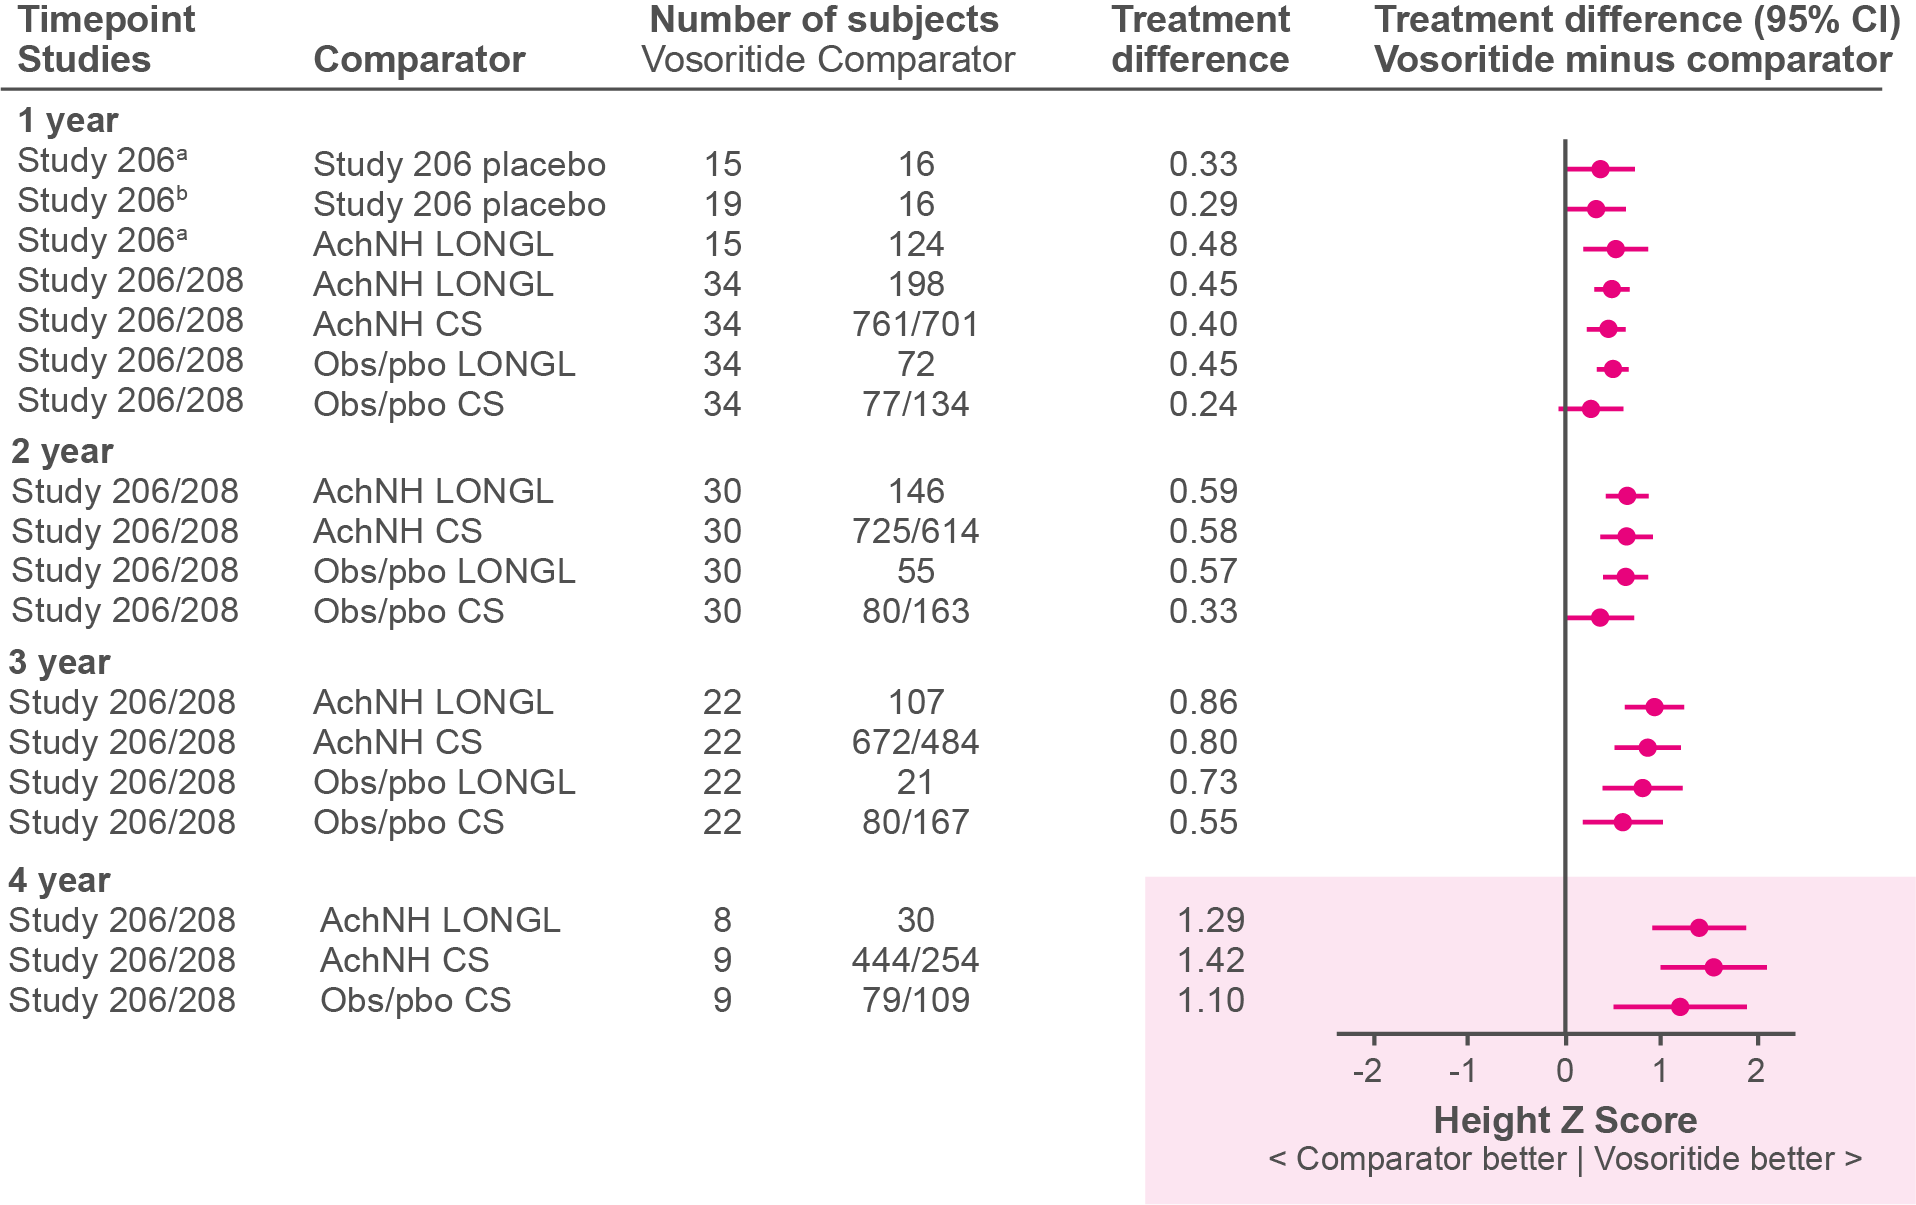 Timepoint Number of subjects Treatment Treatment difference (95% CI)
Studies Comparator Vosoritide Comparator difference Vosoritide minus comparator
1 year
Study 206ᵃ Study 206 placebo 15 16 0.33
Study 206ᵇ Study 206 placebo 19 16 0.29
Study 206ᵃ AchNH LONGL 15 124 0.48
Study 206/208 AchNH LONGL 34 198 0.45
Study 206/208 AchNH CS 34 761/701 0.40
Study 206/208 Obs/pbo LONGL 34 72 0.45
Study 206/208 Obs/pbo CS 34 77/134 0.24
2 year
Study 206/208 AchNH LONGL 30 146 0.59
Study 206/208 AchNH CS 30 725/614 0.58
Study 206/208 Obs/pbo LONGL 30 55 0.57
Study 206/208 Obs/pbo CS 30 80/163 0.33
3 year
Study 206/208 AchNH LONGL 22 107 0.86
Study 206/208 AchNH CS 22 672/484 0.80
Study 206/208 Obs/pbo LONGL 22 21 0.73
Study 206/208 Obs/pbo CS 22 80/167 0.55
4 year
Study 206/208 AchNH LONGL 8 30 1.29
Study 206/208 AchNH CS 9 444/254 1.42
Study 206/208 Obs/pbo CS 9 79/109 1.10
-2 -1 0 1 2
Height Z Score
< Comparator better | Vosoritide better >